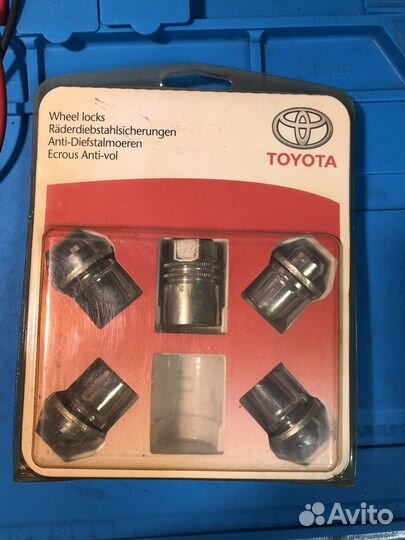 Wheel locks
Räderdiebstahlsicherungen
Anti-Diefstalmoeren
Ecrous Anti-vol
TOYOTA
Avito